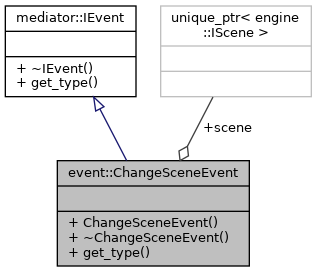 mediator::IEvent
+ ~IEvent()
+ get_type()
unique_ptr< engine
::IScene >
+scene
event::ChangeSceneEvent
+ ChangeSceneEvent()
+ ~ChangeSceneEvent()
+ get_type()